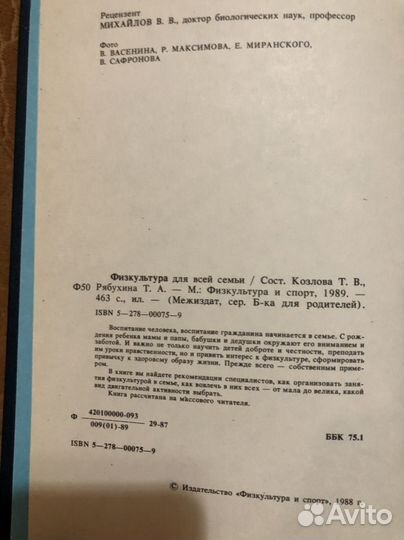 Рецензент
МИХАЙЛОВ В. В., доктор биологических наук, профессор
Фото
В. ВАСЕНИНА, Р. МАКСИМОВА, Е. МИРАНСКОГО,
В. САФРОНОВА
Физкультура для всей семьи / Сост. Козлова Т. В.,
Ф50 Рябухина Т. А. — М.: Физкультура и спорт, 1989. —
463 с., ил. — (Межиздат, сер. Б-ка для родителей).
ISBN 5—278—00075—9
Воспитание человека, воспитание гражданина начинается в семье. С рож-
дения ребенка мамы и папы, бабушки и дедушки окружают его вниманием и
заботой. И важно не только научить детей доброте и честности, преподать
им уроки нравственности, но и привить интерес к физкультуре, сформировать
привычку к здоровому образу жизни. Прежде всего — собственным приме-
ром.
В книге вы найдете рекомендации специалистов, как организовать заня-
тия физкультурой в семье, как вовлечь в них всех — от мала до велика, какой
вид двигательной активности выбрать.
Книга рассчитана на массового читателя.
Ф 420100000-093
009(01)-89 29-87
ББК 75.1
ISBN 5—278—00075—9
© Издательство «Физкультура и спорт», 1988 г.
Avito